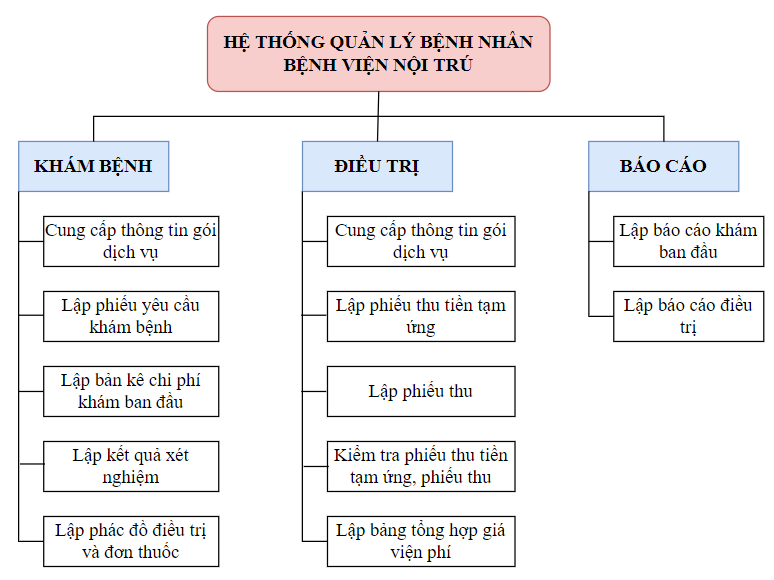 HỆ THỐNG QUẢN LÝ BỆNH NHÂN
BỆNH VIỆN NỘI TRÚ
KHÁM BỆNH
Cung cấp thông tin gói
dịch vụ
Lập phiếu yêu cầu
khám bệnh
Lập bản kê chi phí
khám ban đầu
Lập kết quả xét
nghiệm
Lập phác đồ điều trị
và đơn thuốc
ĐIỀU TRỊ
Cung cấp thông tin gói
dịch vụ
Lập phiếu thu tiền tạm
ứng
Lập phiếu thu
Kiểm tra phiếu thu tiền
tạm ứng, phiếu thu
Lập bảng tổng hợp giá
viện phí
BÁO CÁO
Lập báo cáo khám
ban đầu
Lập báo cáo điều
trị